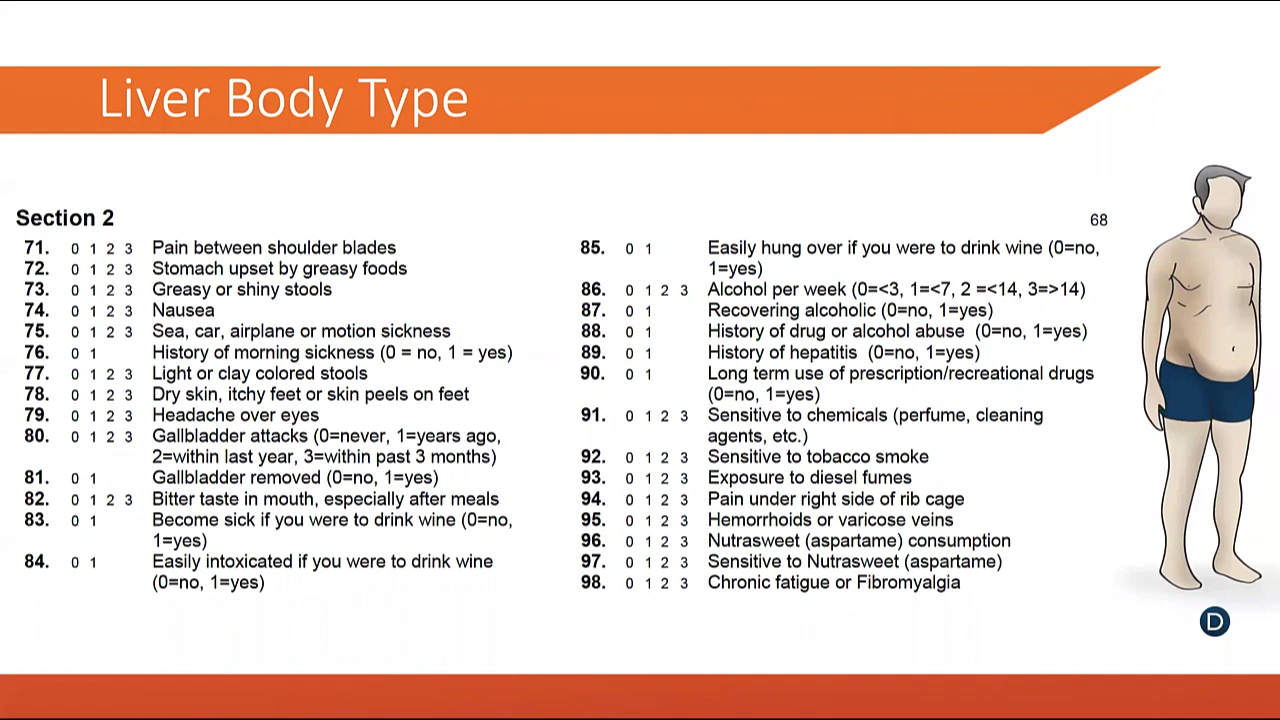 Liver Body Type
Section 2
68
71. 0 1 2 3 Pain between shoulder blades
72. 0 1 2 3 Stomach upset by greasy foods
73. 0 1 2 3 Greasy or shiny stools
74. 0 1 2 3 Nausea
75. 0 1 2 3 Sea, car, airplane or motion sickness
76. 0 1 History of morning sickness (0 = no, 1 = yes)
77. 0 1 2 3 Light or clay colored stools
78. 0 1 2 3 Dry skin, itchy feet or skin peels on feet
79. 0 1 2 3 Headache over eyes
80. 0 1 2 3 Gallbladder attacks (0=never, 1=years ago,
2=within last year, 3=within past 3 months)
81. 0 1 Gallbladder removed (0=no, 1=yes)
82. 0 1 2 3 Bitter taste in mouth, especially after meals
83. 0 1 Become sick if you were to drink wine (0=no,
1=yes)
84. 0 1 Easily intoxicated if you were to drink wine
(0=no, 1=yes)
85. 0 1 Easily hung over if you were to drink wine (0=no,
1=yes)
86. 0 1 2 3 Alcohol per week (0=<3, 1=<7, 2 =<14, 3=>14)
87. 0 1 Recovering alcoholic (0=no, 1=yes)
88. 0 1 History of drug or alcohol abuse (0=no, 1=yes)
89. 0 1 History of hepatitis (0=no, 1=yes)
90. 0 1 Long term use of prescription/recreational drugs
(0=no, 1=yes)
91. 0 1 2 3 Sensitive to chemicals (perfume, cleaning
agents, etc.)
92. 0 1 2 3 Sensitive to tobacco smoke
93. 0 1 2 3 Exposure to diesel fumes
94. 0 1 2 3 Pain under right side of rib cage
95. 0 1 2 3 Hemorrhoids or varicose veins
96. 0 1 2 3 Nutrasweet (aspartame) consumption
97. 0 1 2 3 Sensitive to Nutrasweet (aspartame)
98. 0 1 2 3 Chronic fatigue or Fibromyalgia
D